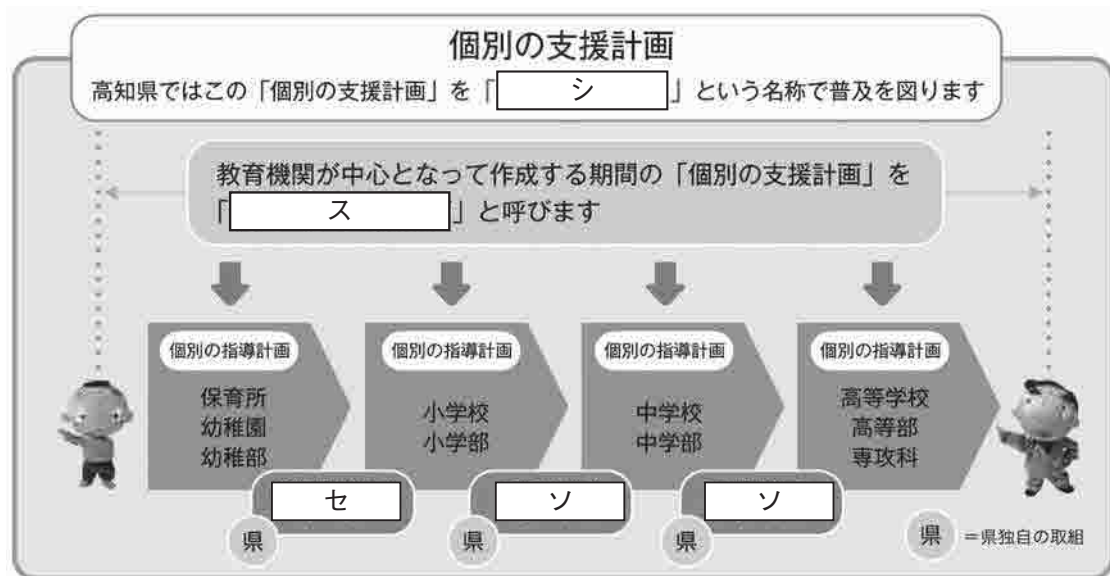 個別の支援計画
高知県ではこの「個別の支援計画」を「シ」という名称で普及を図ります
教育機関が中心となって作成する期間の「個別の支援計画」を
「ス」と呼びます
個別の指導計画
保育所
幼稚園
幼稚部
個別の指導計画
小学校
小学部
個別の指導計画
中学校
中学部
個別の指導計画
高等学校
高等部
専攻科
セ
県
ソ
県
ソ
県
県 =県独自の取組